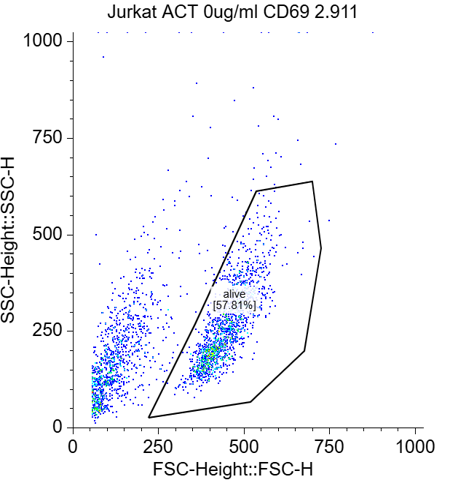 Jurkat ACT 0ug/ml CD69 2.911
1000
750
500
250
0
SSC-Height::SSC-H
alive
[57.81%]
0
250
500
750
1000
FSC-Height::FSC-H